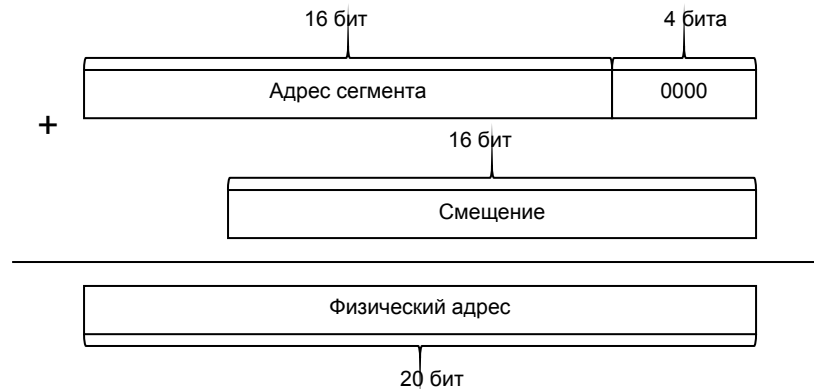 16 бит 4 бита
Адрес сегмента 0000
+
16 бит
Смещение
Физический адрес
20 бит